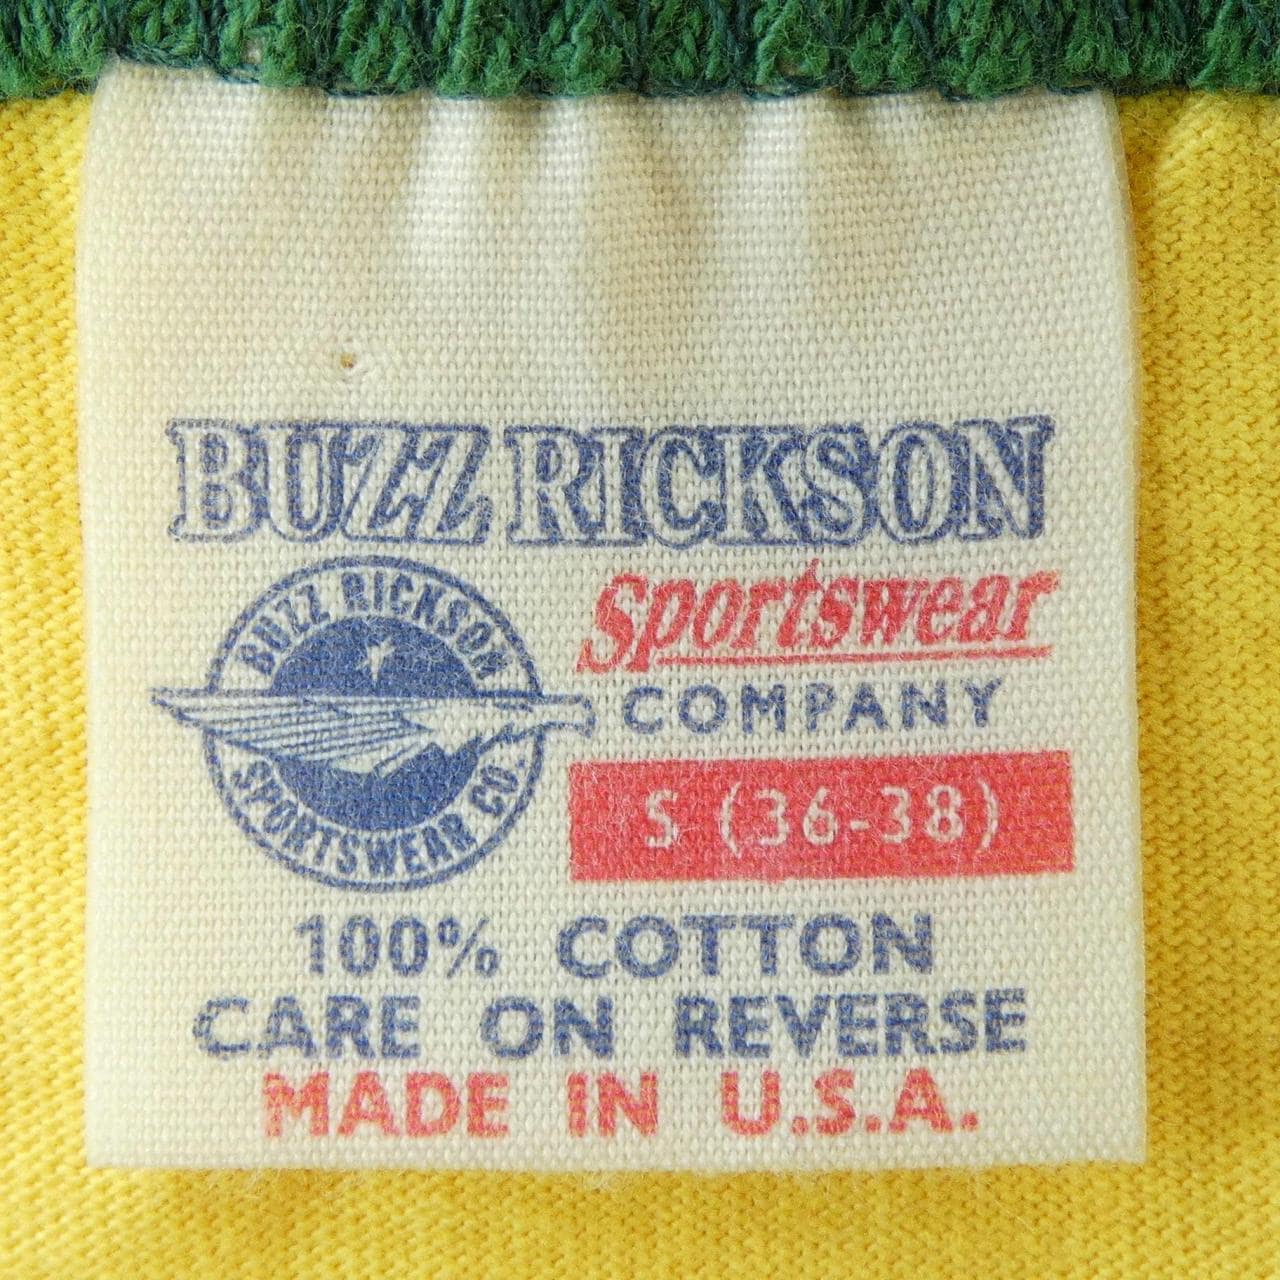 BUZZ RICKSON
Sportswear
COMPANY
BUZZ RICKSON
SPORTSWEAR CO.
S (36-38)
100% COTTON
CARE ON REVERSE
MADE IN U.S.A.